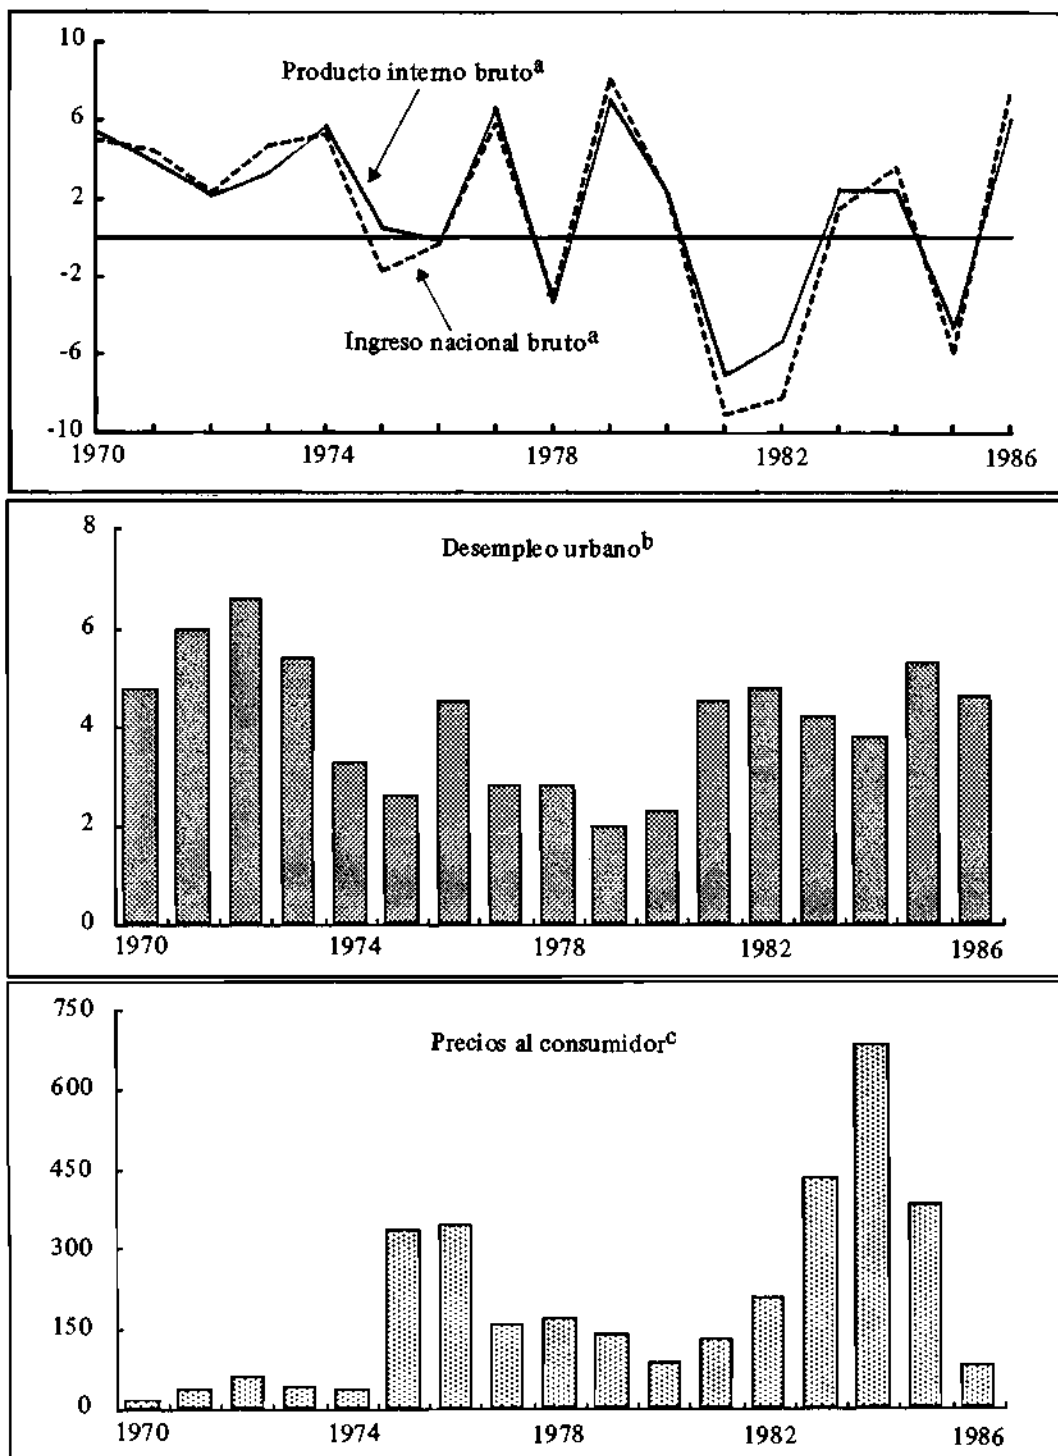 10
Producto interno bruto^a
6
2
-2
Ingreso nacional bruto^a
-6
-10
1970 1974 1978 1982 1986
8
Desempleo urbano^b
6
4
2
0
1970 1974 1978 1982 1986
750
Precios al consumidor^c
600
450
300
150
0
1970 1974 1978 1982 1986